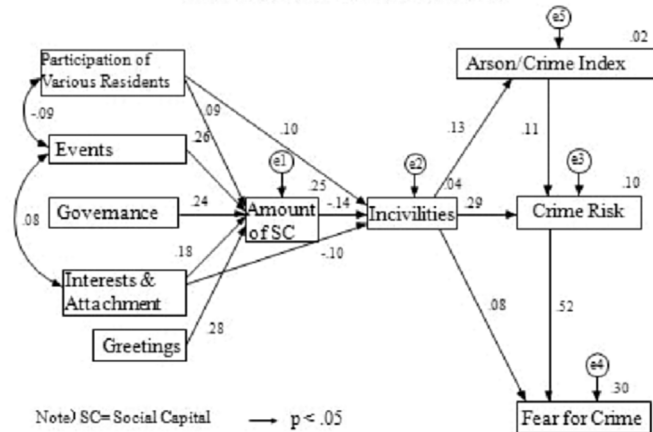 Participation of
Various Residents
Events
Governance
Interests &
Attachment
Greetings
-.09
.08
.09
.26
.24
.18
.28
.10
e1
.25
Amount
of SC
-.14
-.10
e2
.04
Incivilities
.13
.29
.08
e5
.02
Arson/Crime Index
.11
e3
.10
Crime Risk
.52
e4
.30
Fear for Crime
Note) SC= Social Capital
p < .05